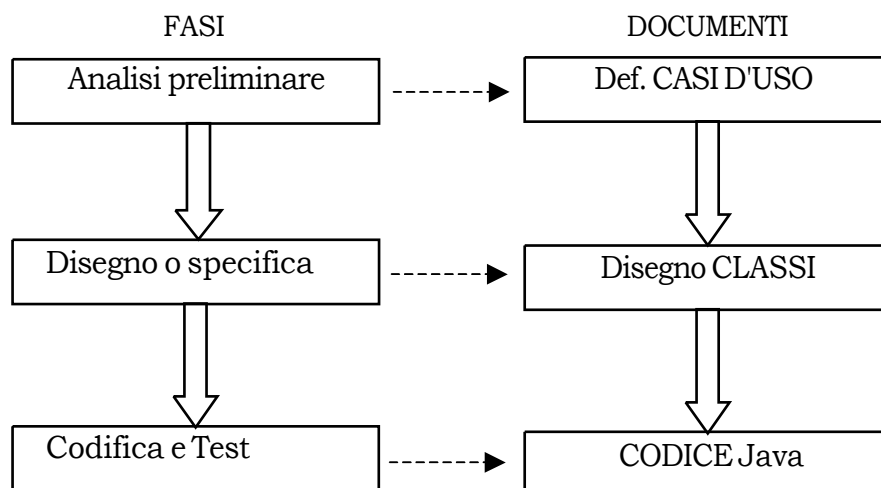 FASI
DOCUMENTI
Analisi preliminare
Def. CASI D'USO
Disegno o specifica
Disegno CLASSI
Codifica e Test
CODICE Java